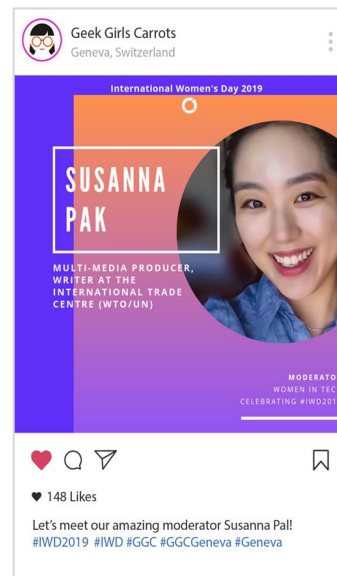 Geek Girls Carrots
Geneva, Switzerland
International Women's Day 2019
SUSANNA
PAK
MULTI-MEDIA PRODUCER,
WRITER AT THE
INTERNATIONAL TRADE
CENTRE (WTO/UN)
MODERATO
WOMEN IN TEC
CELEBRATING #IWD201
148 Likes
Let's meet our amazing moderator Susanna Pal!
#IWD2019 #IWD #GGC #GGCGeneva #Geneva